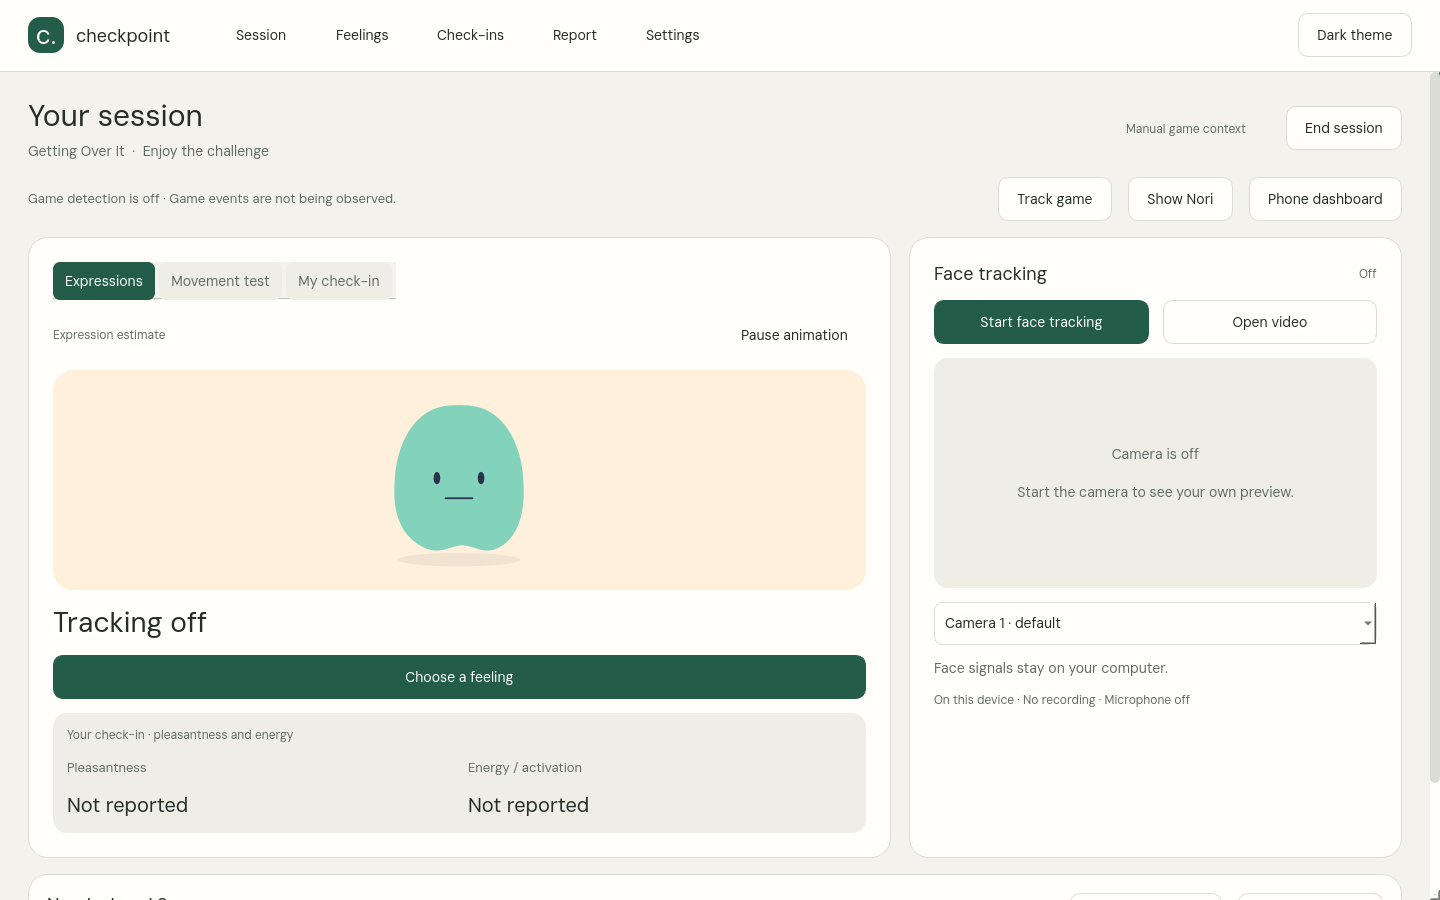 C. checkpoint Session Feelings Check-ins Report Settings Dark theme
Your session
Getting Over It · Enjoy the challenge
Manual game context End session
Game detection is off · Game events are not being observed.
Track game Show Nori Phone dashboard
Expressions Movement test My check-in
Expression estimate Pause animation
Tracking off
Choose a feeling
Your check-in · pleasantness and energy
Pleasantness Energy / activation
Not reported Not reported
Face tracking Off
Start face tracking Open video
Camera is off
Start the camera to see your own preview.
Camera 1 · default
Face signals stay on your computer.
On this device · No recording · Microphone off